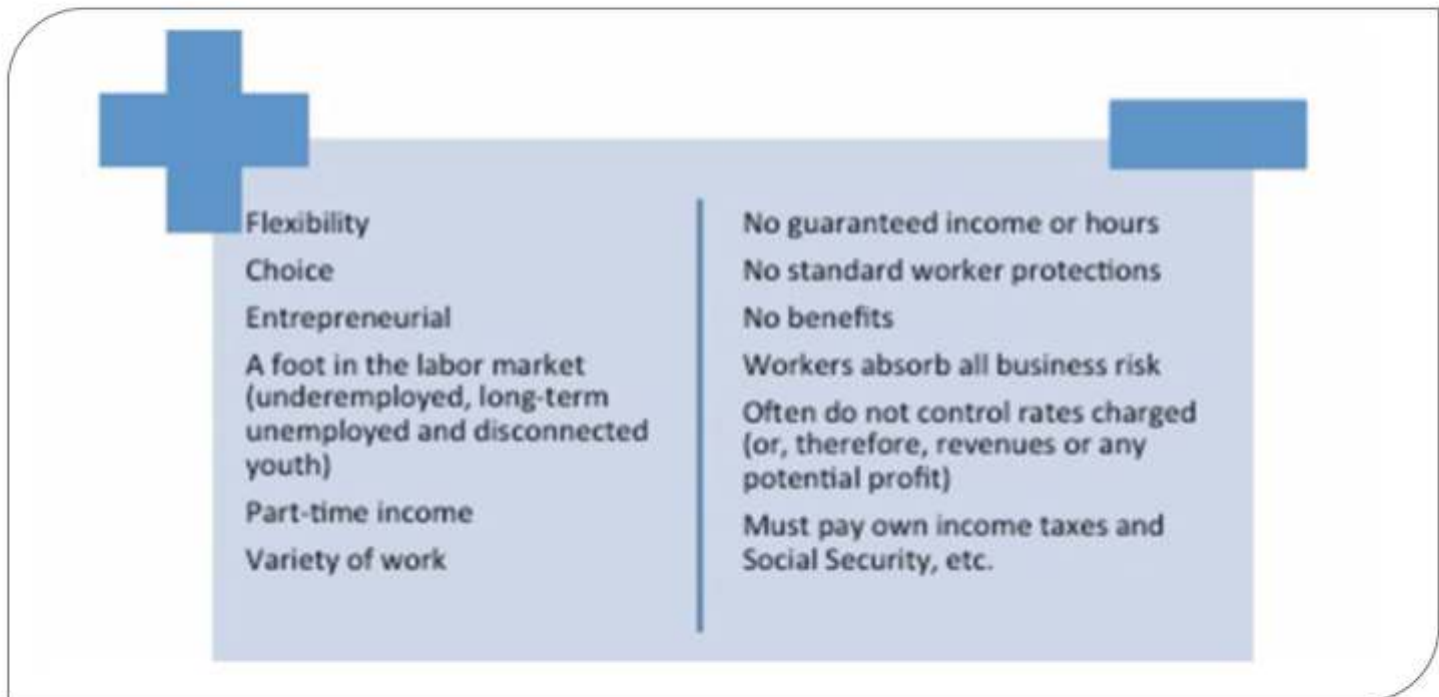 Flexibility
Choice
Entrepreneurial
A foot in the labor market
(underemployed, long-term
unemployed and disconnected
youth)
Part-time income
Variety of work
No guaranteed income or hours
No standard worker protections
No benefits
Workers absorb all business risk
Often do not control rates charged
(or, therefore, revenues or any
potential profit)
Must pay own income taxes and
Social Security, etc.